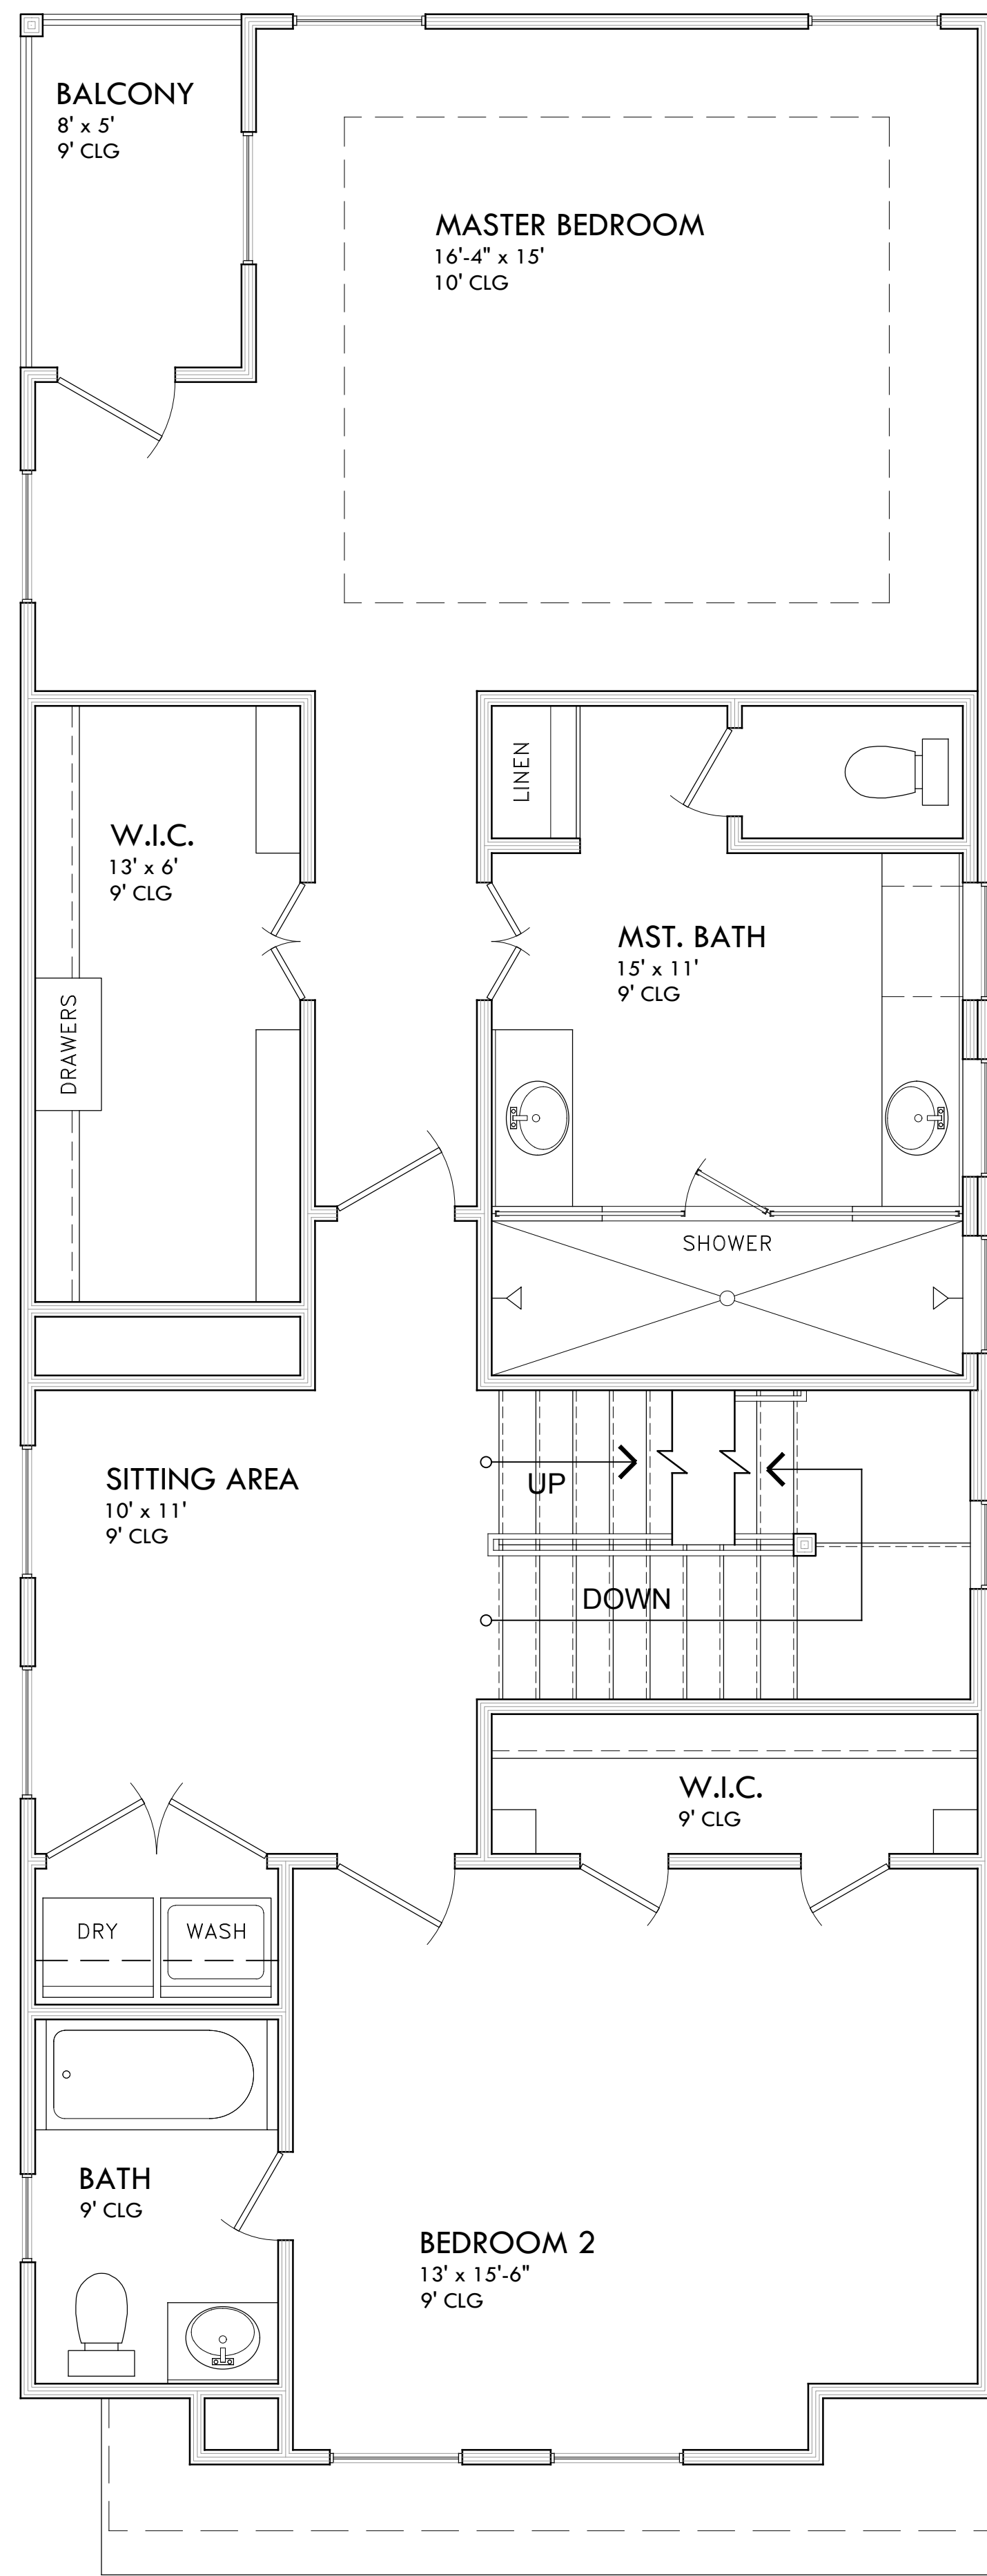 BALCONY
8' x 5'
9' CLG
MASTER BEDROOM
16'-4" x 15'
10' CLG
LINEN
W.I.C.
13' x 6'
9' CLG
MST. BATH
15' x 11'
9' CLG
DRAWERS
SHOWER
SITTING AREA
10' x 11'
9' CLG
UP
DOWN
W.I.C.
9' CLG
DRY
WASH
BATH
9' CLG
BEDROOM 2
13' x 15'-6"
9' CLG